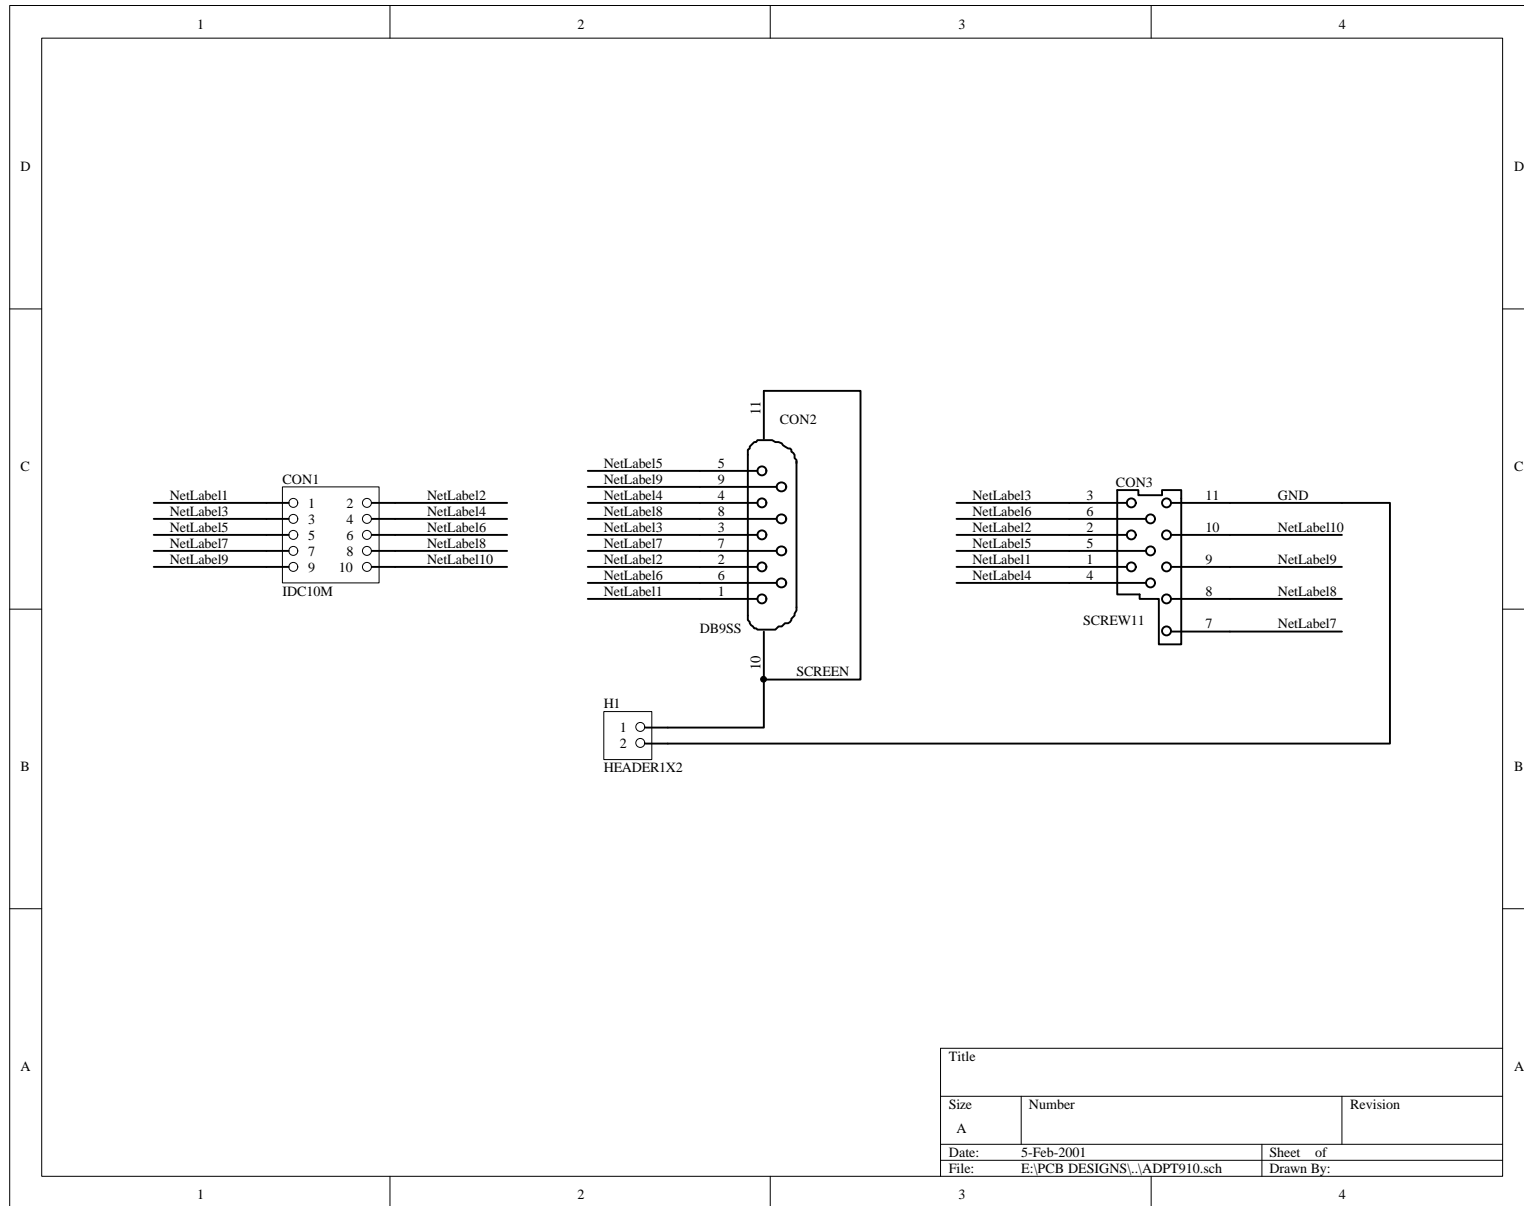 1 2 3 4
D D
C C
B B
A A
CON1
NetLabel1 1 2 NetLabel2
NetLabel3 3 4 NetLabel4
NetLabel5 5 6 NetLabel6
NetLabel7 7 8 NetLabel8
NetLabel9 9 10 NetLabel10
IDC10M
11
CON2
NetLabel5 5
NetLabel9 9
NetLabel4 4
NetLabel8 8
NetLabel3 3
NetLabel7 7
NetLabel2 2
NetLabel6 6
NetLabel1 1
DB9SS
10
SCREEN
H1
1
2
HEADER1X2
CON3
NetLabel3 3
NetLabel6 6
NetLabel2 2
NetLabel5 5
NetLabel1 1
NetLabel4 4
11 GND
10 NetLabel10
9 NetLabel9
8 NetLabel8
7 NetLabel7
SCREW11
Title
Size Number Revision
A
Date: 5-Feb-2001 Sheet of
File: E:\PCB DESIGNS\..\ADPT910.sch Drawn By:
1 2 3 4